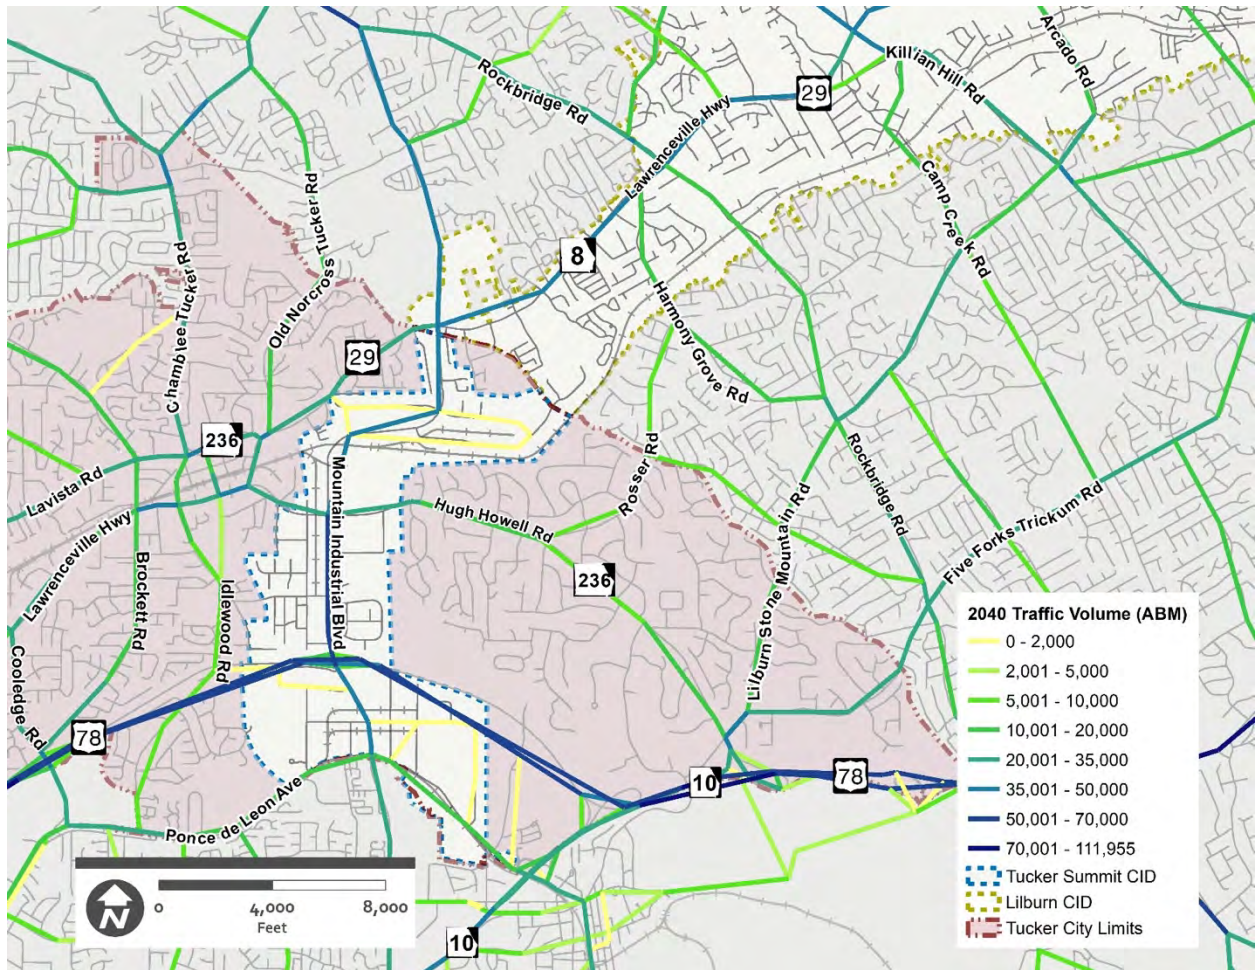 Arcado Rd
Killian Hill Rd
Rockbridge Rd
29
Lawrenceville Hwy
Camp Creek Rd
Old Norcross Tucker Rd
Chamblee Tucker Rd
8
Harmony Grove Rd
29
236
Lavista Rd
Lawrenceville Hwy
Mountain Industrial Blvd
Hugh Howell Rd
Rosser Rd
Rockbridge Rd
Lilburn Stone Mountain Rd
Five Forks Trickum Rd
Brockett Rd
Idlewood Rd
236
Cooledge Rd
78
10
78
Ponce de Leon Ave
10
N
0
4,000
8,000
Feet
2040 Traffic Volume (ABM)
0 - 2,000
2,001 - 5,000
5,001 - 10,000
10,001 - 20,000
20,001 - 35,000
35,001 - 50,000
50,001 - 70,000
70,001 - 111,955
Tucker Summit CID
Lilburn CID
Tucker City Limits